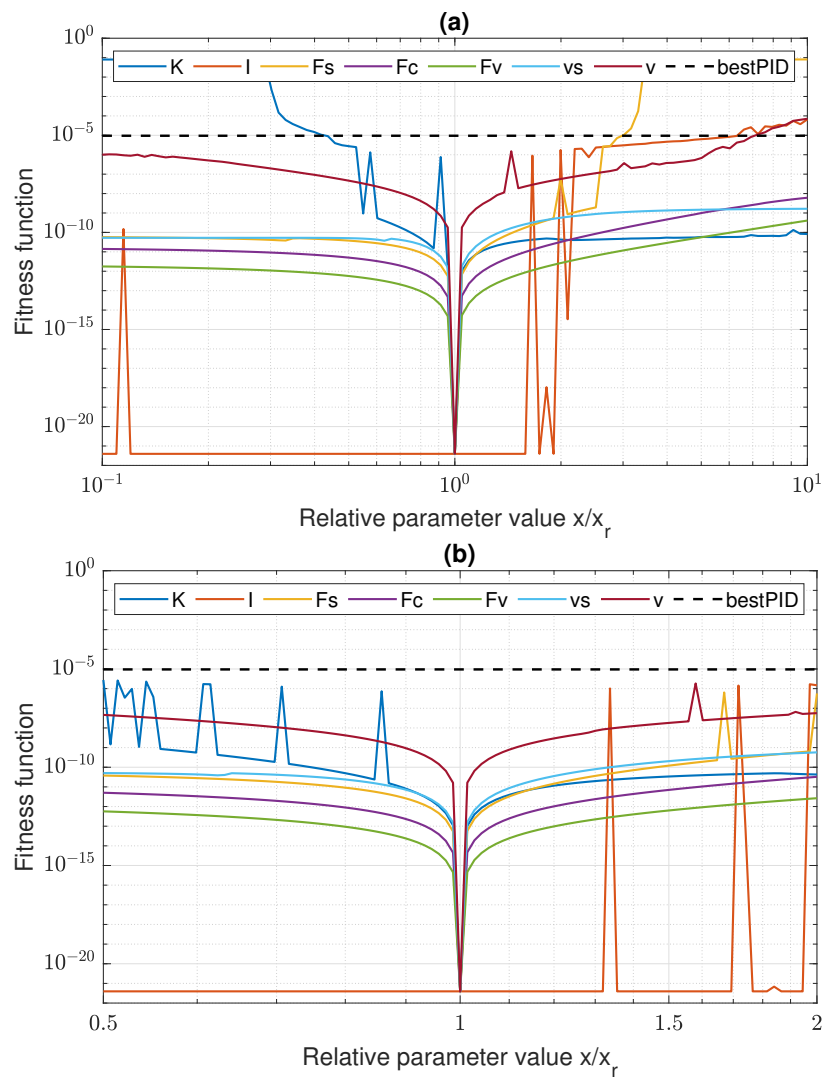 (a)
10^0
K I Fs Fc Fv vs v bestPID
10^-5
10^-10
10^-15
10^-20
Fitness function
10^-1 10^0 10^1
Relative parameter value x/x_r
(b)
10^0
K I Fs Fc Fv vs v bestPID
10^-5
10^-10
10^-15
10^-20
Fitness function
0.5 1 1.5 2
Relative parameter value x/x_r